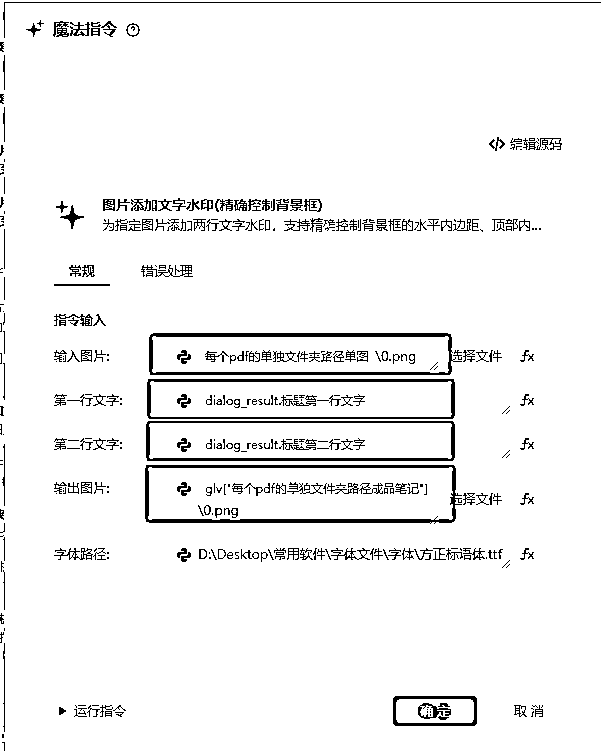 魔法指令
编辑源码
图片添加文字水印(精确控制背景框)
为指定图片添加两行文字水印，支持精确控制背景框的水平内边距、顶部内...
常规 错误处理
指令输入
输入图片: 每个pdf的单独文件夹路径单图 \0.png 选择文件 fx
第一行文字: dialog_result.标题第一行文字 fx
第二行文字: dialog_result.标题第二行文字 fx
输出图片: glv["每个pdf的单独文件夹路径成品笔记"] 选择文件 fx
\0.png
字体路径: D:\Desktop\常用软件\字体文件\字体\方正标语体.ttf fx
运行指令 确定 取消